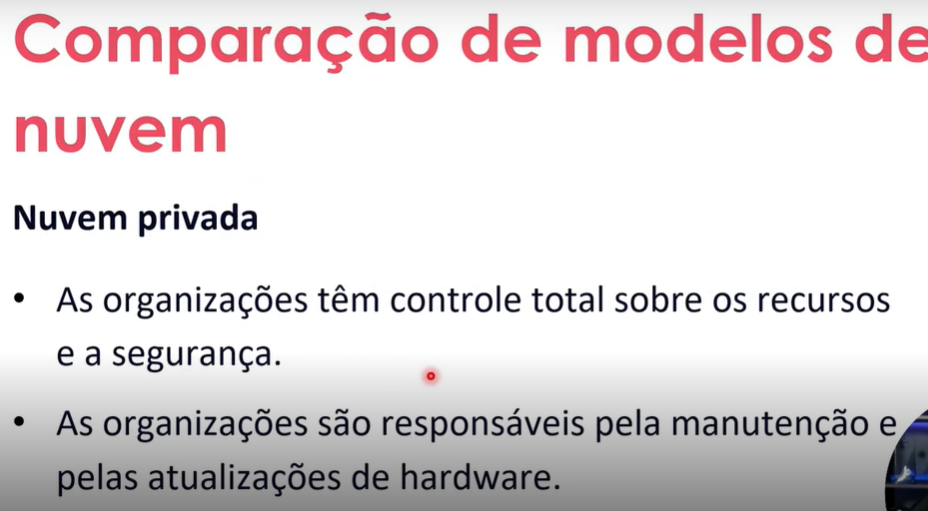 Comparação de modelos de
nuvem
Nuvem privada
• As organizações têm controle total sobre os recursos
e a segurança.
• As organizações são responsáveis pela manutenção e
pelas atualizações de hardware.